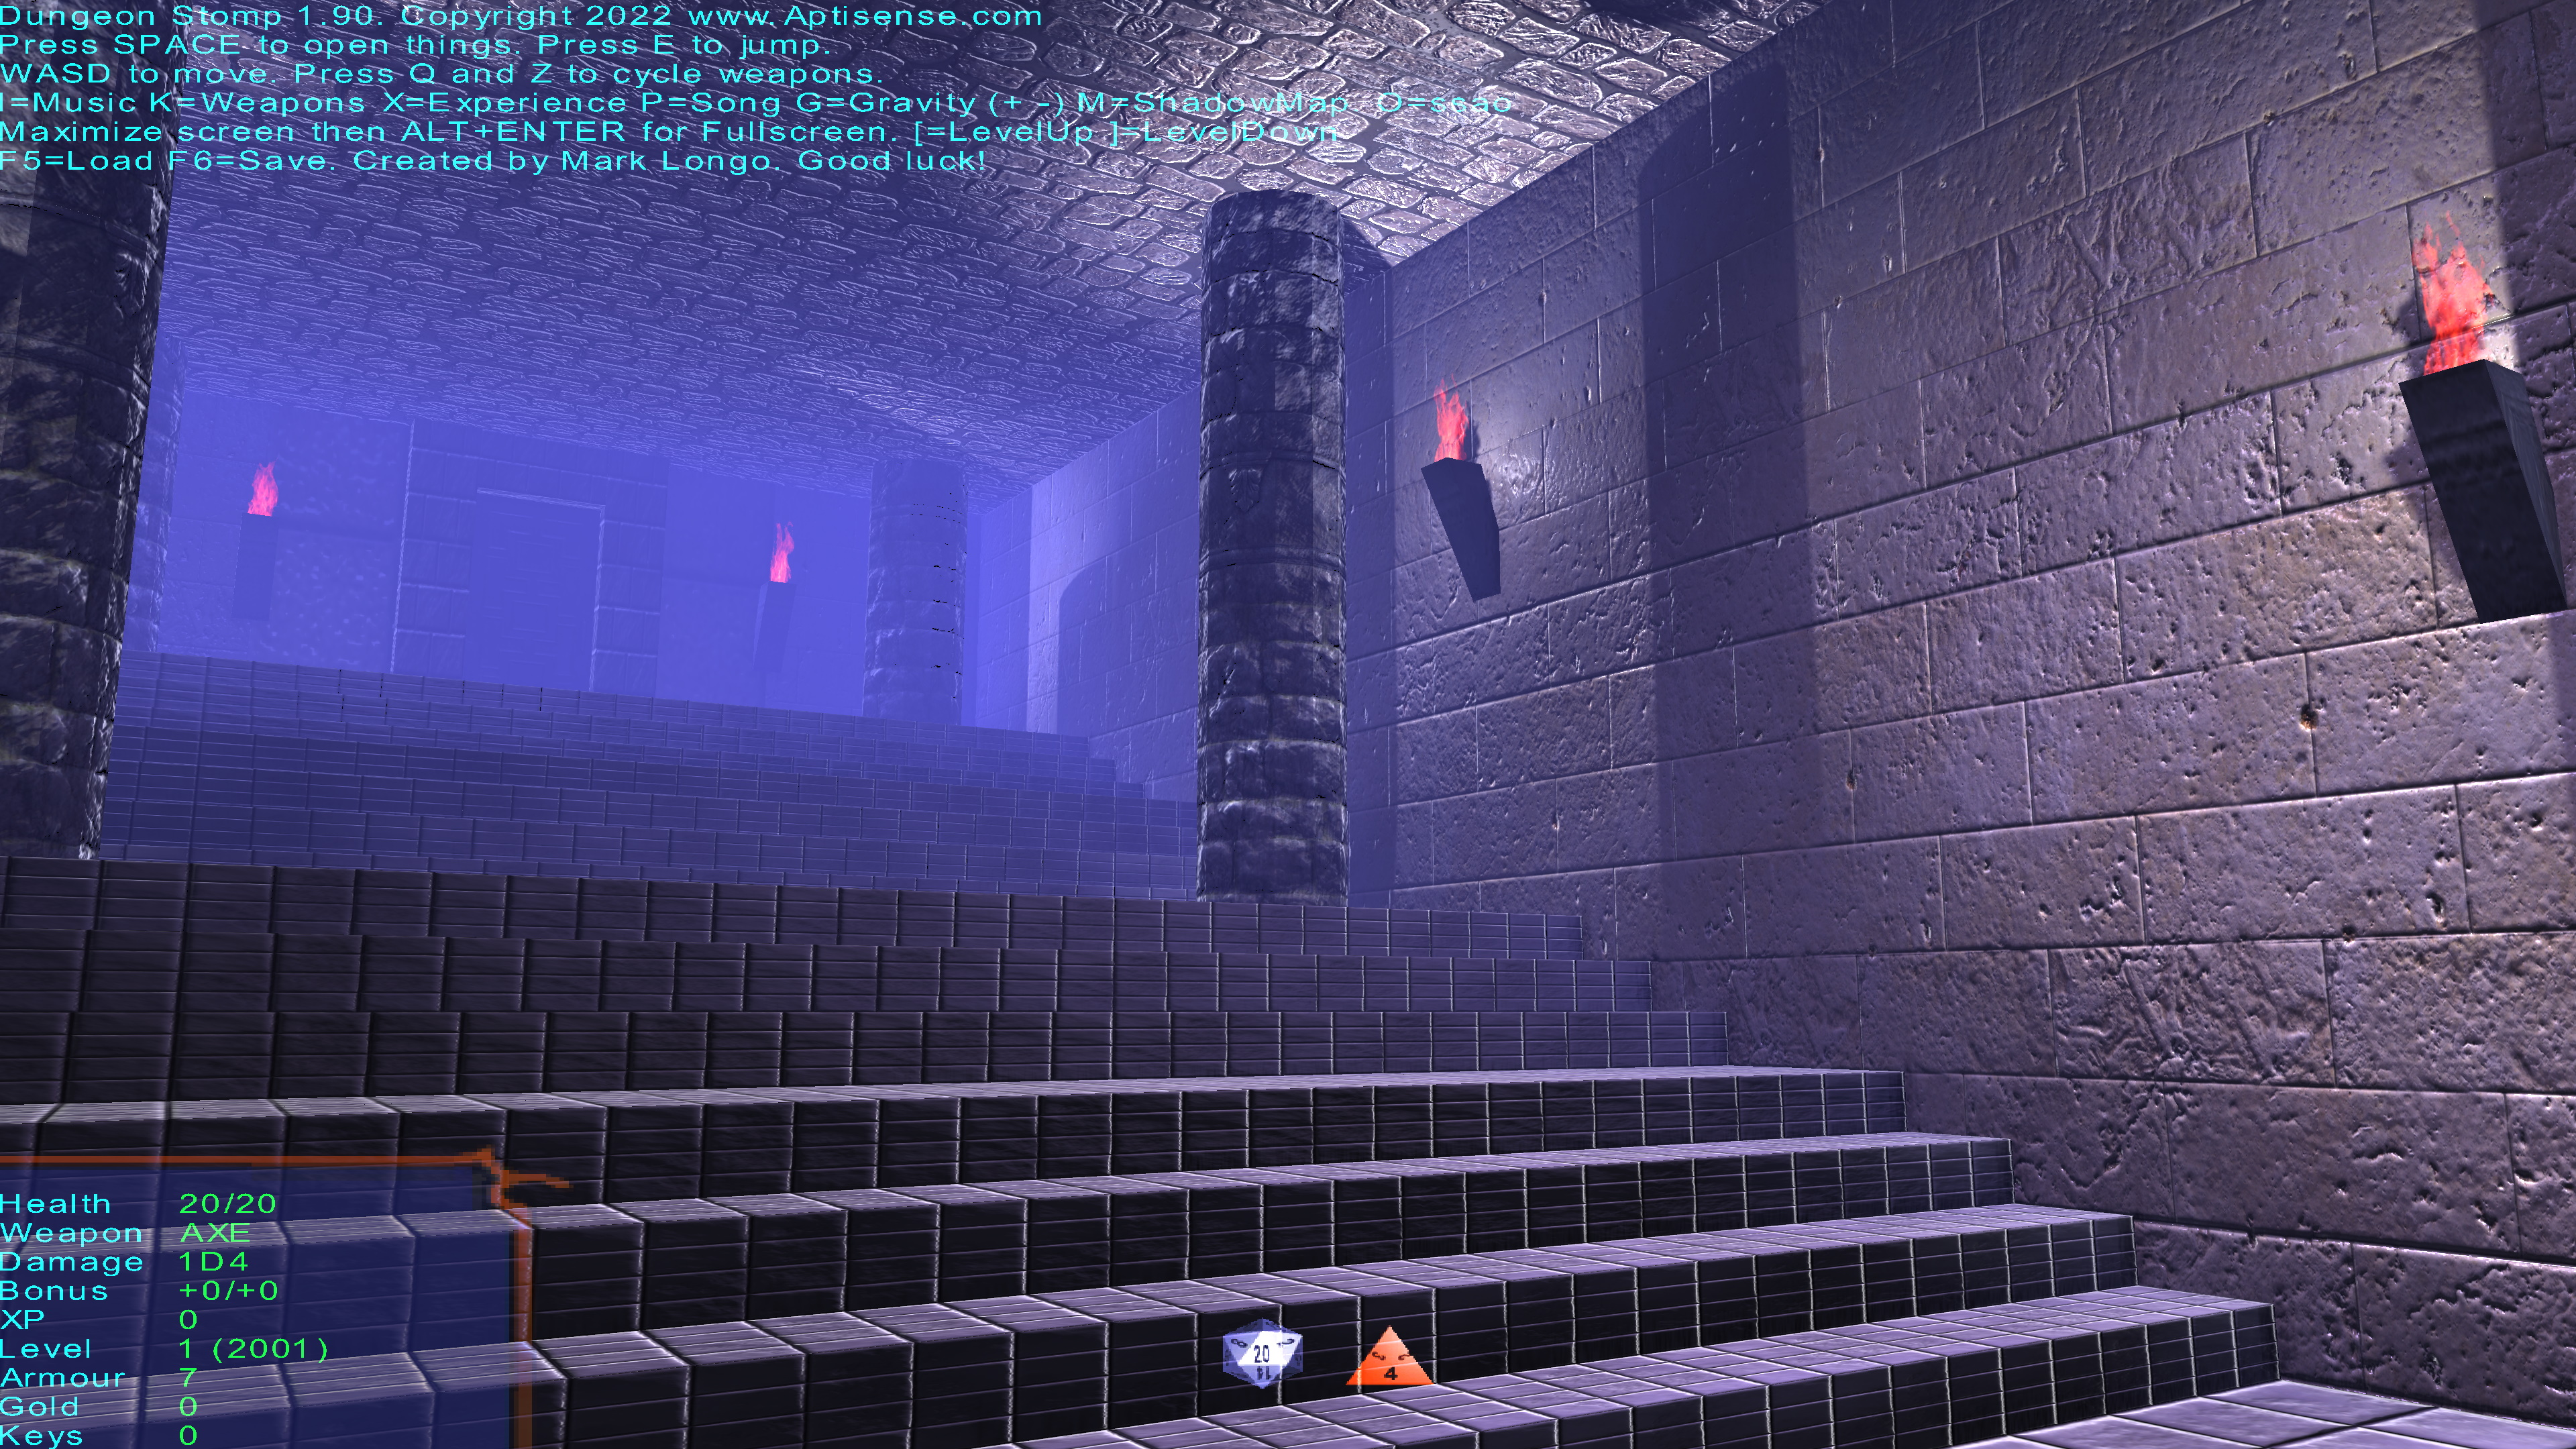 Dungeon Stomp 1.90. Copyright 2022 www.Aptisense.com
Press SPACE to open things. Press E to jump.
WASD to move. Press Q and Z to cycle weapons.
I=Music K=Weapons X=Experience P=Song G=Gravity (+ -) M=ShadowMap O=ssao
Maximize screen then ALT+ENTER for Fullscreen. [=LevelUp ]=LevelDown
F5=Load F6=Save. Created by Mark Longo. Good luck!
Health 20/20
Weapon AXE
Damage 1D4
Bonus +0/+0
XP 0
Level 1 (2001)
Armour 7
Gold 0
Keys 0
20
4